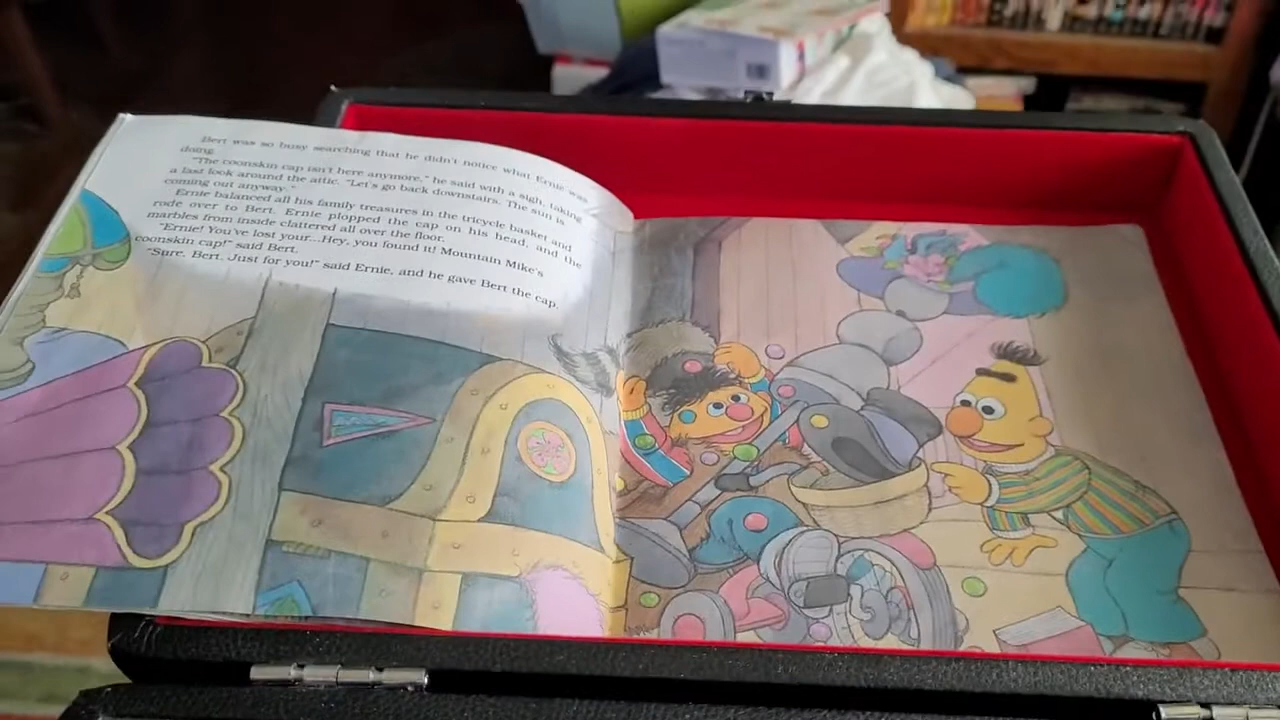 Bert was so busy searching that he didn't notice what Ernie was
doing.
"The coonskin cap isn't here anymore," he said with a sigh, taking
a last look around the attic. "Let's go back downstairs. The sun is
coming out anyway."
Ernie balanced all his family treasures in the tricycle basket and
rode over to Bert. Ernie plopped the cap on his head, and the
marbles from inside clattered all over the floor.
"Ernie! You've lost your...Hey, you found it! Mountain Mike's
coonskin cap!" said Bert.
"Sure, Bert. Just for you!" said Ernie, and he gave Bert the cap.